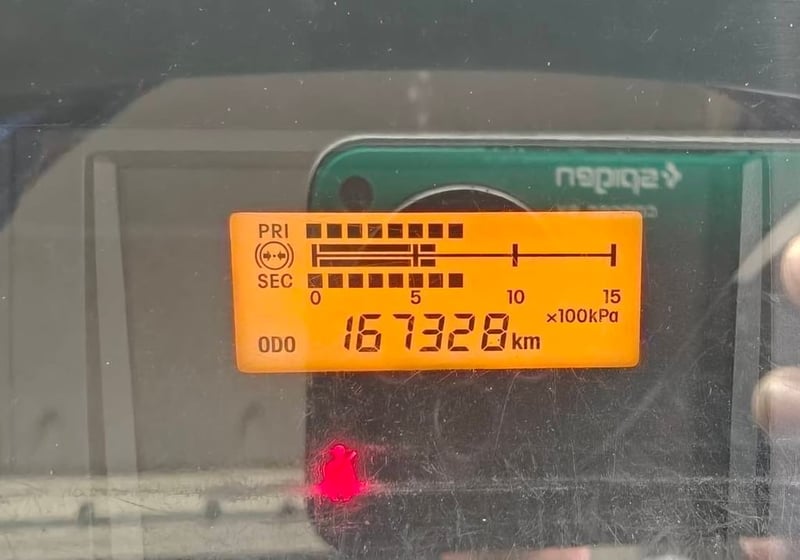 spigen
PRI
SEC
0 5 10 15
×100kPa
ODO 167328 km